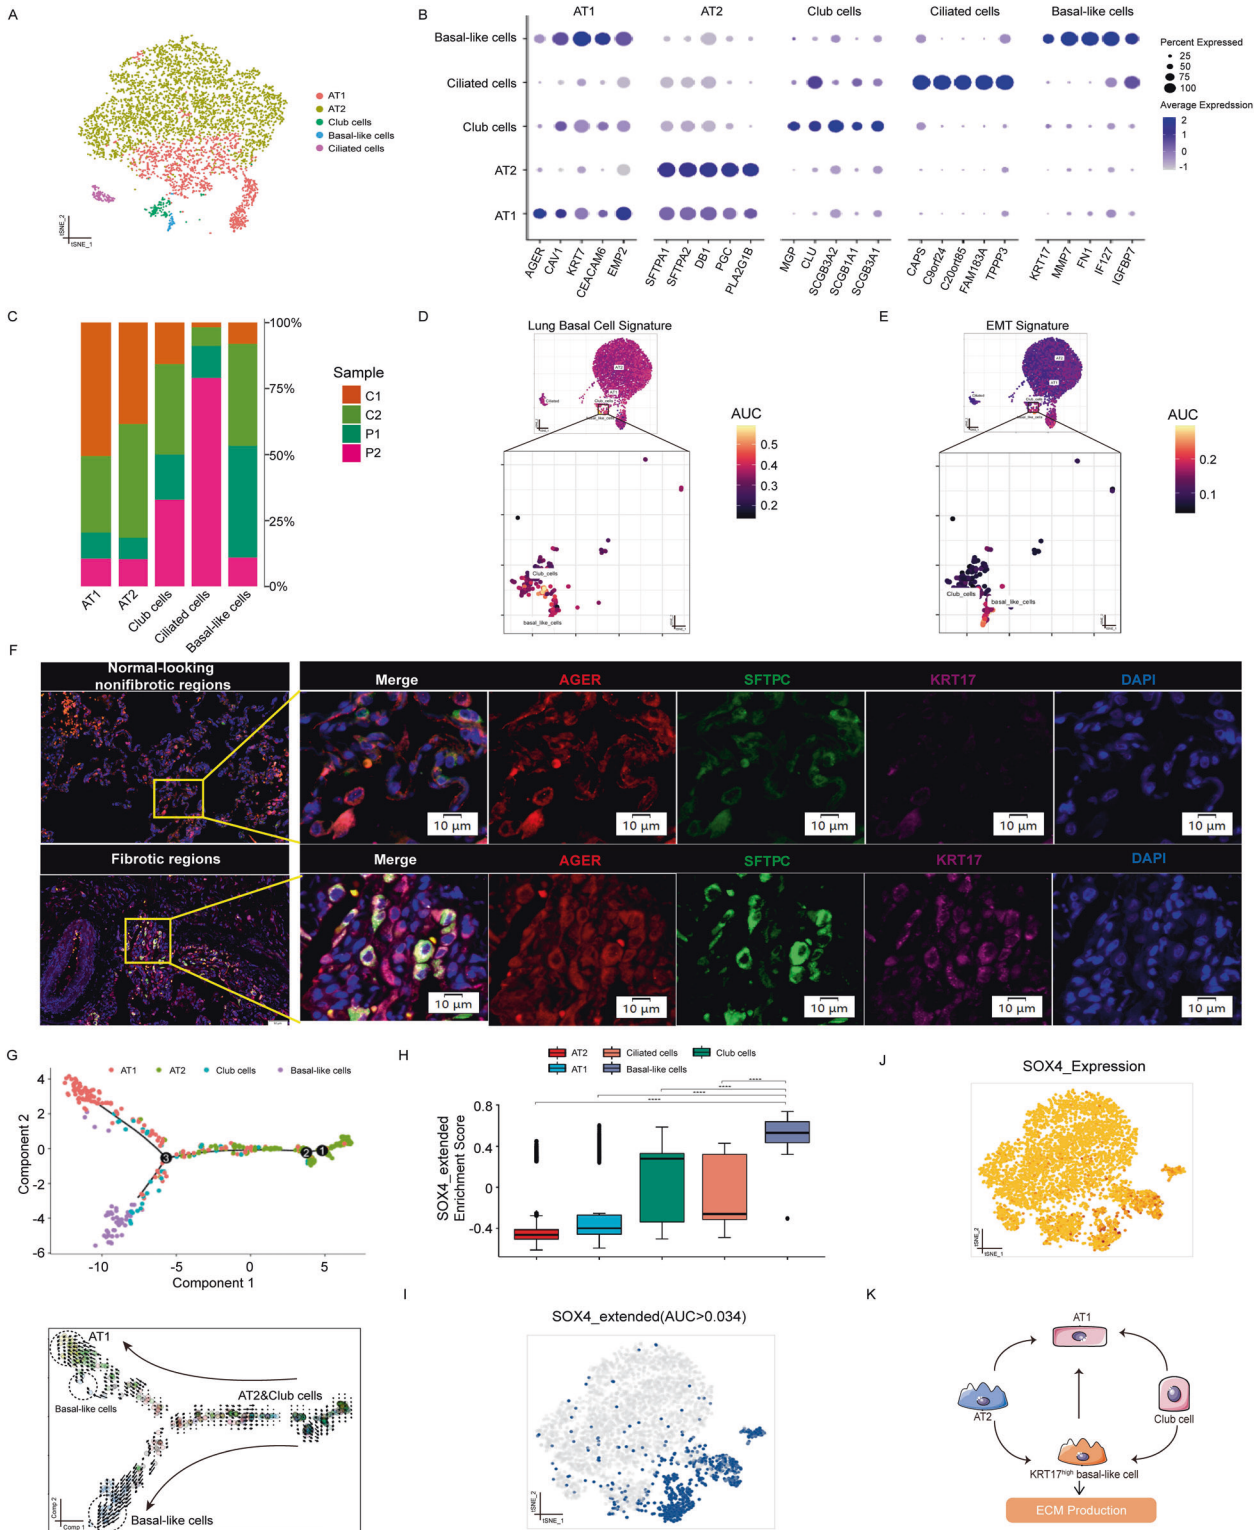 A
AT1
AT2
Club cells
Basal-like cells
Ciliated cells
tSNE_2
tSNE_1
B
AT1 AT2 Club cells Ciliated cells Basal-like cells
Basal-like cells
Ciliated cells
Club cells
AT2
AT1
AGER CAV1 KRT7 CEACAM6 EMP2 SFTPA1 SFTPA2 DB1 PGC PLA2G1B MGP CLU SCGB3A2 SCGB1A1 SCGB3A1 CAPS C9orf24 C20orf85 FAM183A TPPP3 KRT17 MMP7 FN1 IF127 IGFBP7
Percent Expressed
25
50
75
100
Average Expredssion
2
1
0
-1
C
100%
75%
50%
25%
0%
AT1 AT2 Club cells Ciliated cells Basal-like cells
Sample
C1
C2
P1
P2
D
Lung Basal Cell Signature
AT2
AT1
Ciliated
Club_cells
AUC
0.5
0.4
0.3
0.2
Club_cells
basal_like_cells
E
EMT Signature
AT2
AT1
Ciliated
Club_cells
AUC
0.2
0.1
Club_cells
basal_like_cells
F
Normal-looking
nonfibrotic regions
Merge AGER SFTPC KRT17 DAPI
10 µm 10 µm 10 µm 10 µm 10 µm
Fibrotic regions
Merge AGER SFTPC KRT17 DAPI
10 µm 10 µm 10 µm 10 µm 10 µm
G
AT1 AT2 Club cells Basal-like cells
Component 2
4
2
0
-2
-4
-6
3 2 1
-10 -5 0 5
Component 1
AT1
Basal-like cells
AT2&Club cells
Basal-like cells
Comp 2
Comp 1
H
AT2 Ciliated cells Club cells
AT1 Basal-like cells
SOX4_extended
Enrichment Score
0.8
0.4
0
-0.4
****
****
****
****
I
SOX4_extended(AUC>0.034)
tSNE_2
tSNE_1
J
SOX4_Expression
tSNE_2
tSNE_1
K
AT1
AT2
Club cell
KRT17high basal-like cell
ECM Production